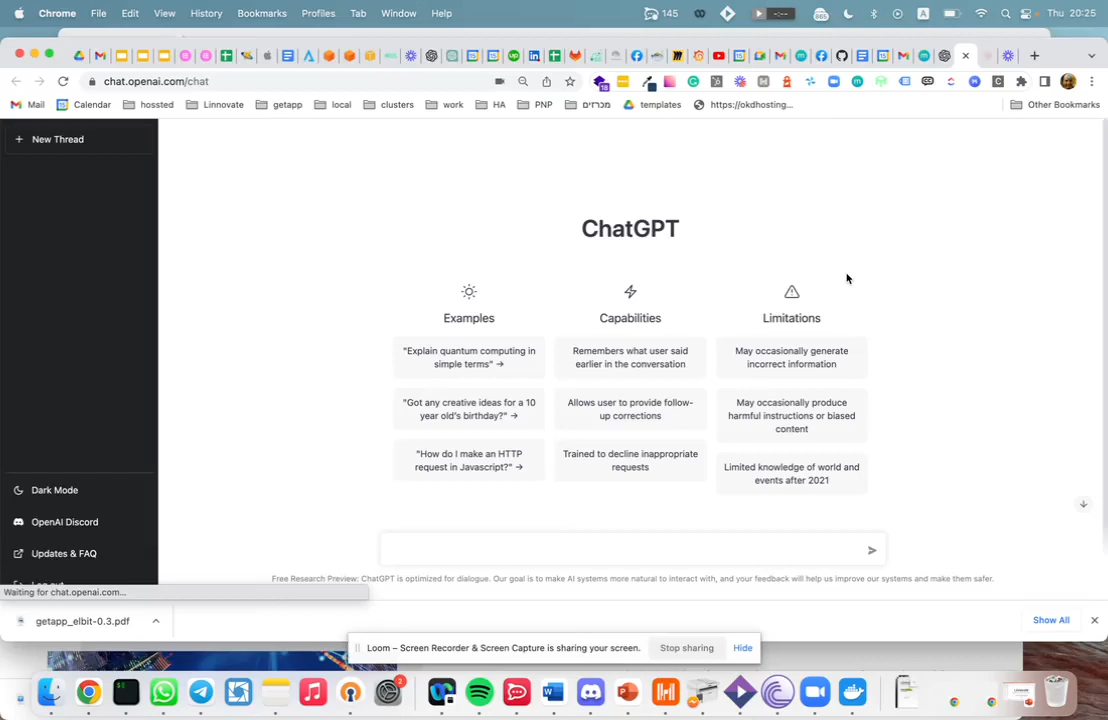 Chrome File Edit View History Bookmarks Profiles Tab Window Help 145 Thu 20:25
chat.openai.com/chat
Mail Calendar hossted Linnovate getapp local clusters work HA PNP מכרזים templates https://okdhosting... Other Bookmarks
+ New Thread
ChatGPT
Examples
"Explain quantum computing in
simple terms" →
"Got any creative ideas for a 10
year old's birthday?" →
"How do I make an HTTP
request in Javascript?" →
Capabilities
Remembers what user said
earlier in the conversation
Allows user to provide follow-
up corrections
Trained to decline inappropriate
requests
Limitations
May occasionally generate
incorrect information
May occasionally produce
harmful instructions or biased
content
Limited knowledge of world and
events after 2021
Dark Mode
OpenAI Discord
Updates & FAQ
Log out
Free Research Preview: ChatGPT is optimized for dialogue. Our goal is to make AI systems more natural to interact with, and your feedback will help us improve our systems and make them safer.
Waiting for chat.openai.com...
getapp_elbit-0.3.pdf
Show All
Loom – Screen Recorder & Screen Capture is sharing your screen. Stop sharing Hide